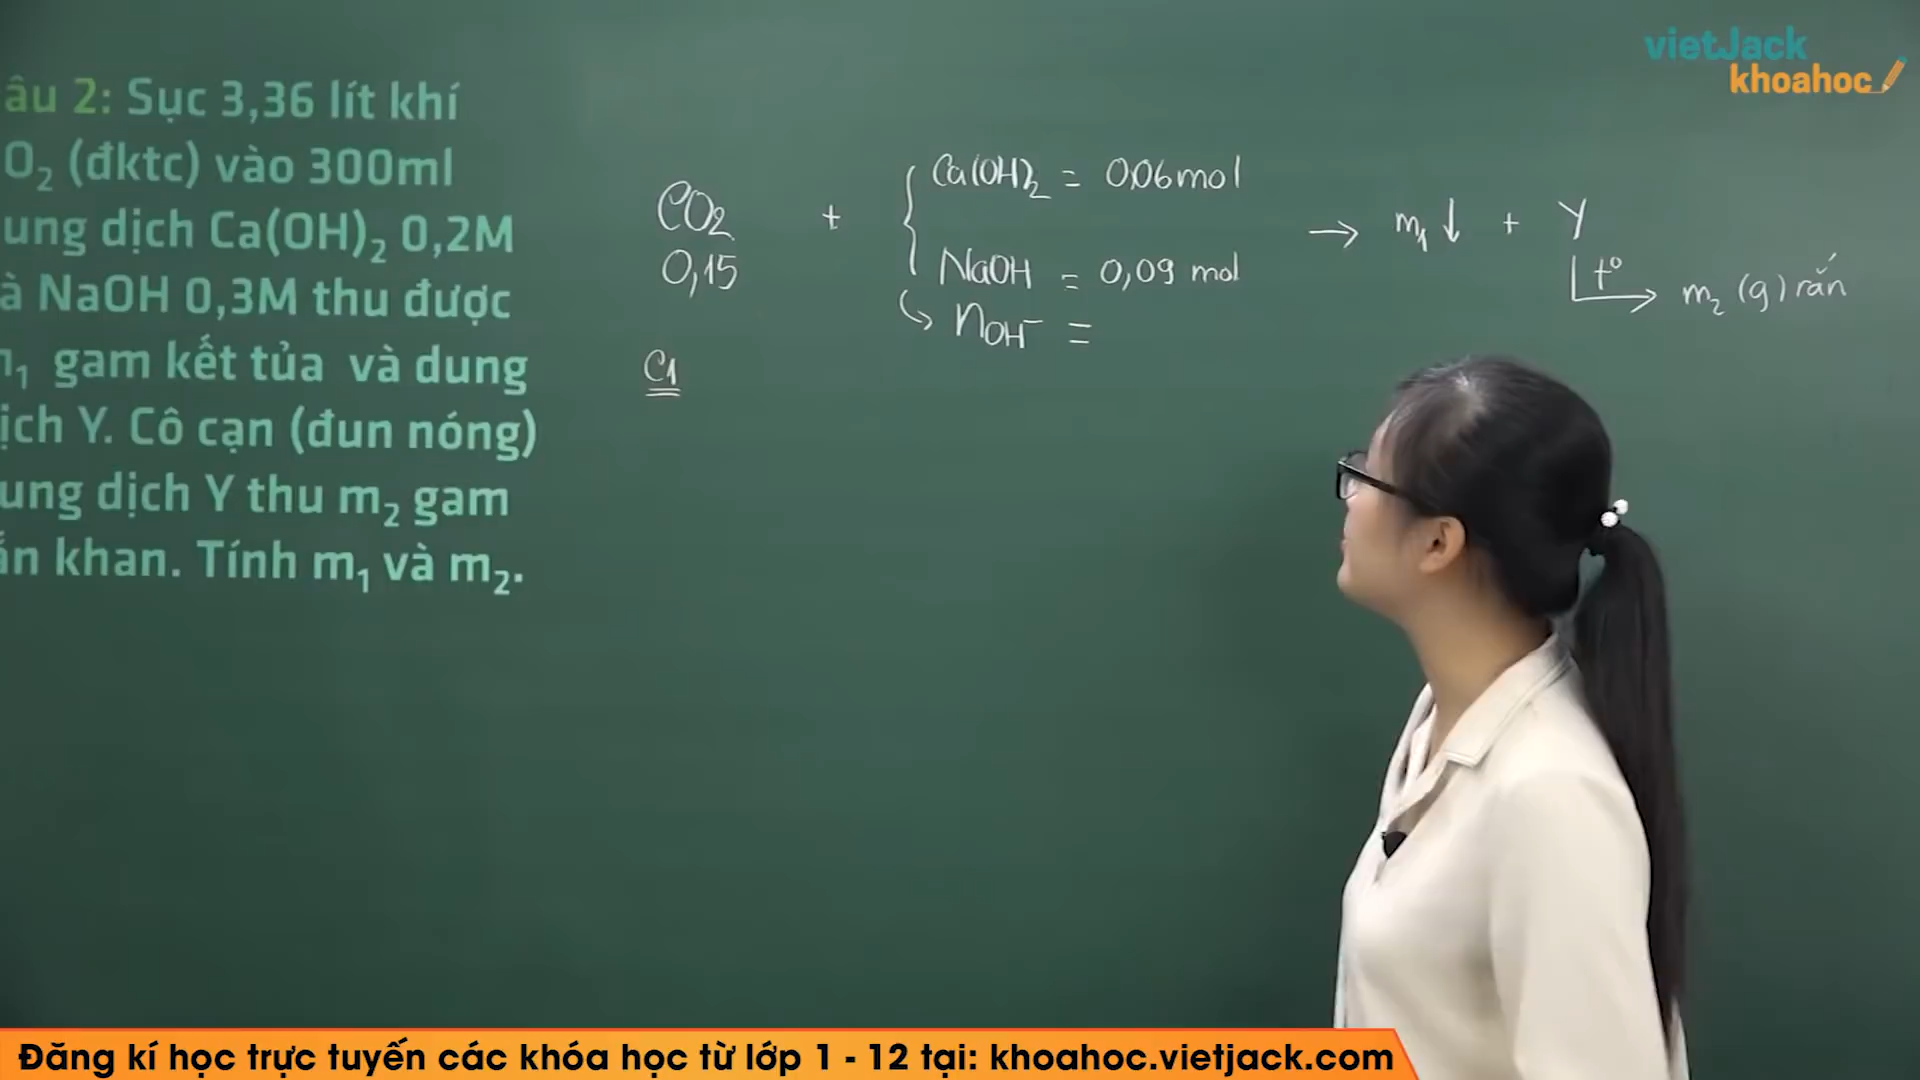 vietJack
khoahoc
âu 2: Sục 3,36 lít khí
O₂ (đktc) vào 300ml
ung dịch Ca(OH)₂ 0,2M
à NaOH 0,3M thu được
₁ gam kết tủa và dung
ịch Y. Cô cạn (đun nóng)
ung dịch Y thu m₂ gam
ắn khan. Tính m₁ và m₂.
CO₂ + { Ca(OH)₂ = 0,06 mol
0,15 NaOH = 0,09 mol
→ m₁ ↓ + Y
t° → m₂ (g) rắn
↪ nOH⁻ =
C1
Đăng kí học trực tuyến các khóa học từ lớp 1 - 12 tại: khoahoc.vietjack.com